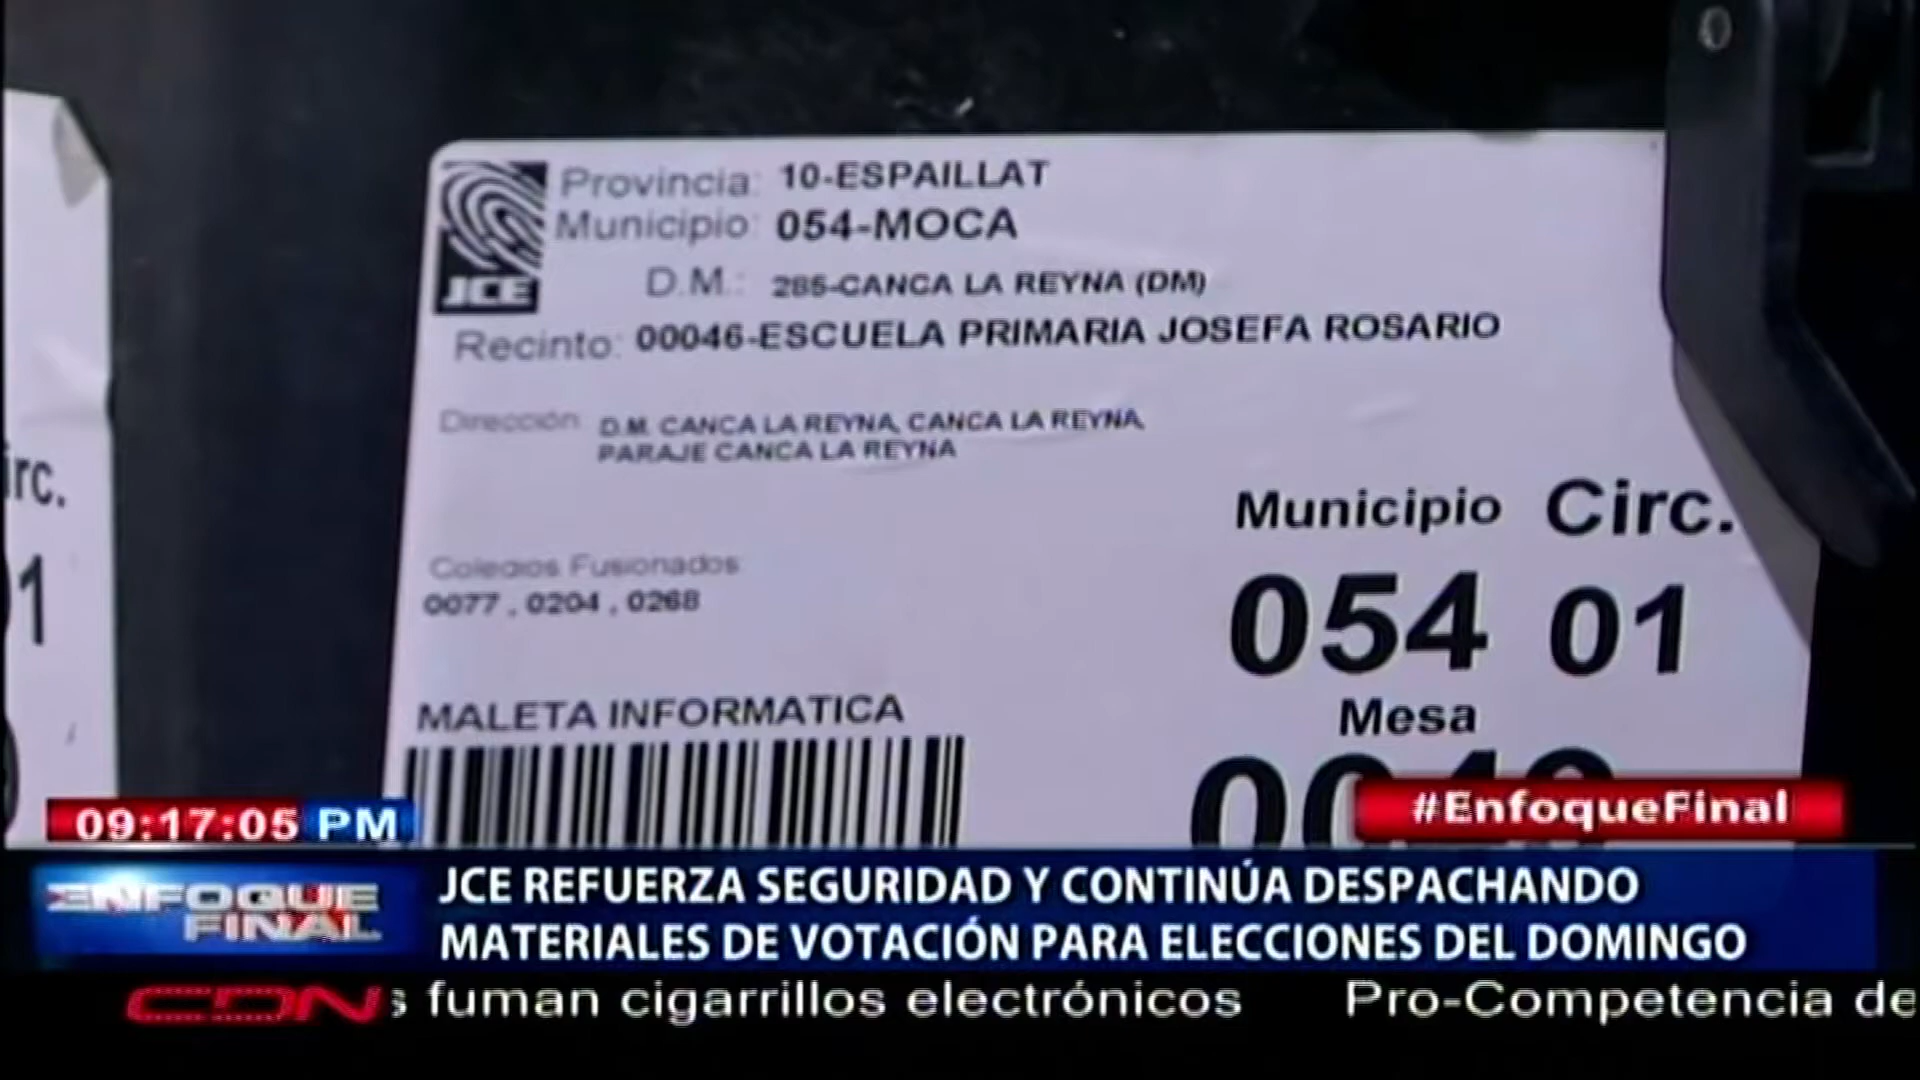 JCE
Provincia: 10-ESPAILLAT
Municipio: 054-MOCA
D.M.: 285-CANCA LA REYNA (DM)
Recinto: 00046-ESCUELA PRIMARIA JOSEFA ROSARIO
Dirección D.M. CANCA LA REYNA, CANCA LA REYNA,
PARAJE CANCA LA REYNA
irc.
Municipio Circ.
1
054 01
Colegios Fusionados
0077 , 0204 , 0268
MALETA INFORMATICA
Mesa
09:17:05 PM
#EnfoqueFinal
ENFOQUE
FINAL
JCE REFUERZA SEGURIDAD Y CONTINÚA DESPACHANDO
MATERIALES DE VOTACIÓN PARA ELECCIONES DEL DOMINGO
CDN
s fuman cigarrillos electrónicos Pro-Competencia de